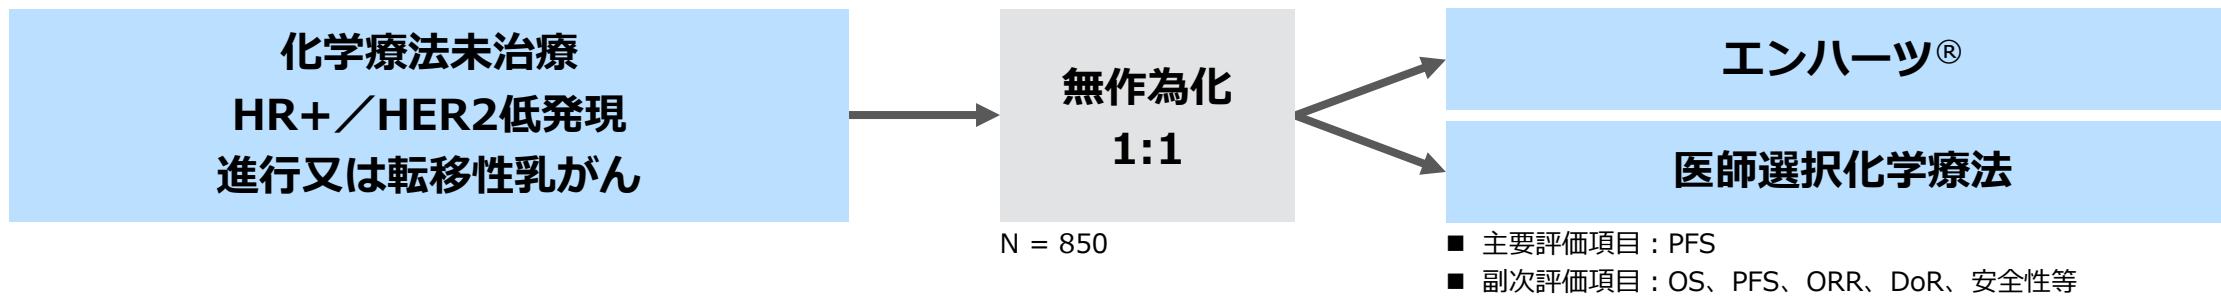 化学療法未治療
HR+／HER2低発現
進行又は転移性乳がん
無作為化
1:1
N = 850
エンハーツ®
医師選択化学療法
■ 主要評価項目：PFS
■ 副次評価項目：OS、PFS、ORR、DoR、安全性等